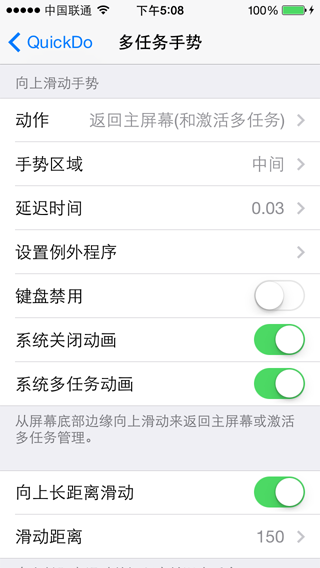 中国联通 下午5:08 100%
QuickDo 多任务手势
向上滑动手势
动作 返回主屏幕(和激活多任务)
手势区域 中间
延迟时间 0.03
设置例外程序
键盘禁用
系统关闭动画
系统多任务动画
从屏幕底部边缘向上滑动来返回主屏幕或激活
多任务管理。
向上长距离滑动
滑动距离 150